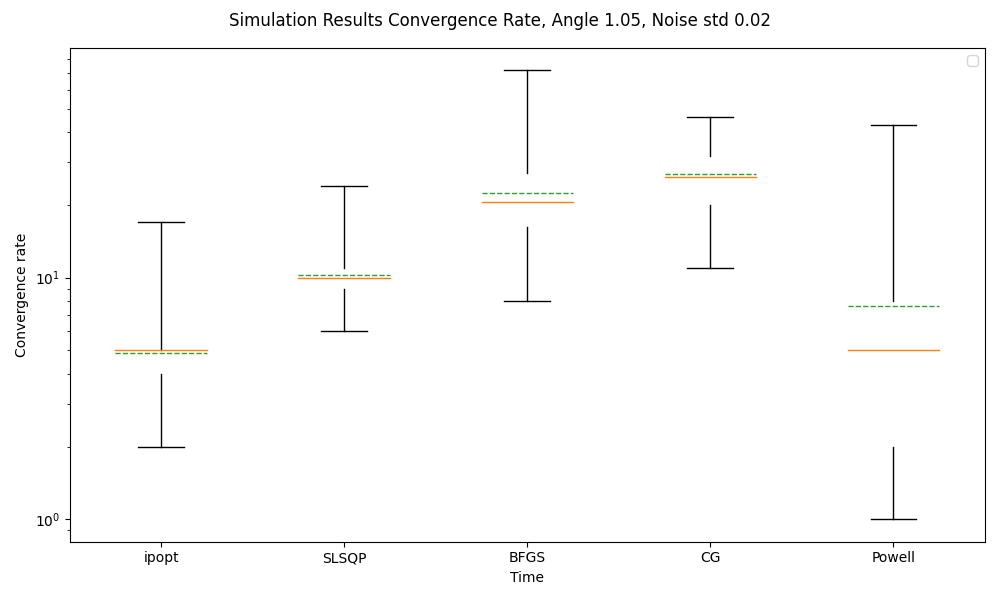 Simulation Results Convergence Rate, Angle 1.05, Noise std 0.02
Convergence rate
10¹
10⁰
ipopt SLSQP BFGS CG Powell
Time